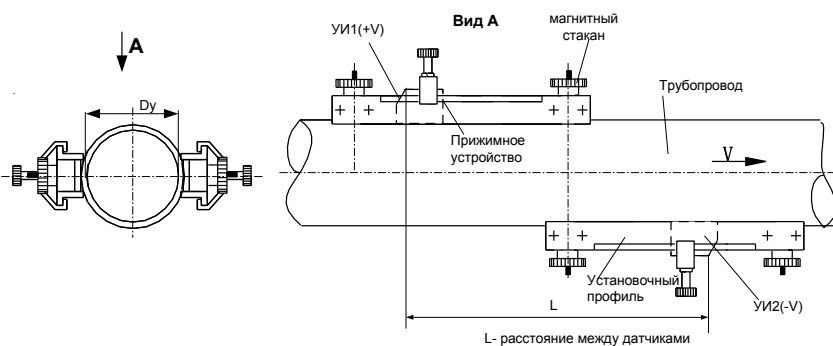 A
Dy
Вид А
УИ1(+V)
магнитный
стакан
Трубопровод
Прижимное
устройство
V
Установочный
профиль
УИ2(-V)
L
L- расстояние между датчиками